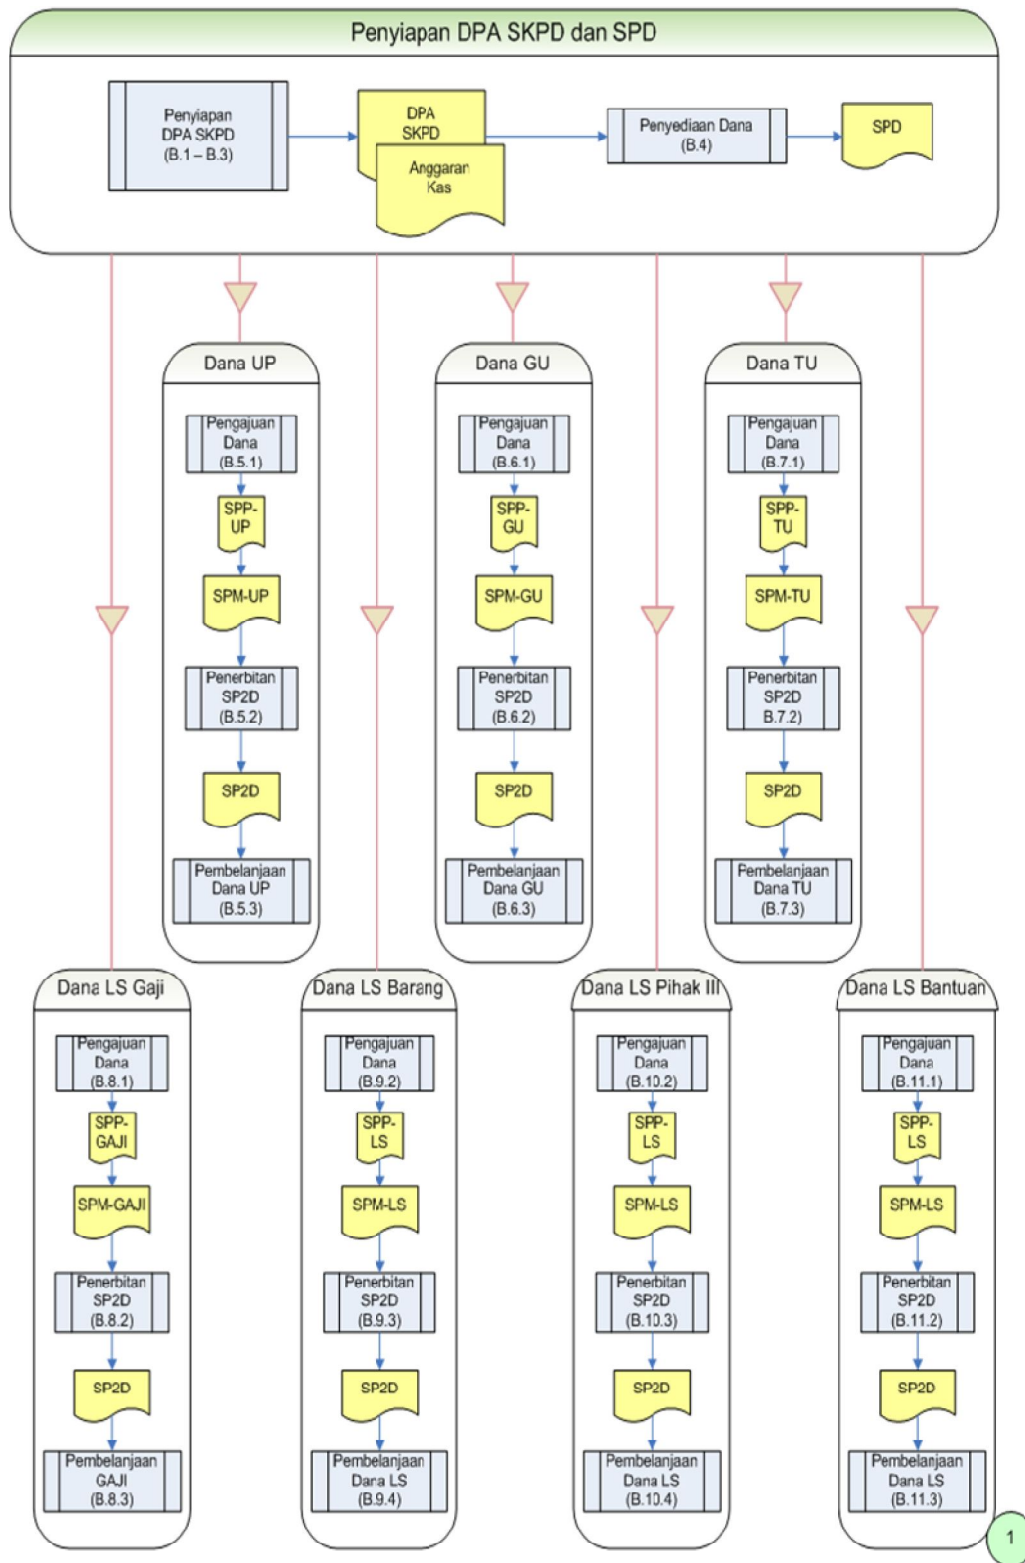 Penyiapan DPA SKPD dan SPD
Penyiapan
DPA SKPD
(B.1 – B.3)
DPA
SKPD
Anggaran
Kas
Penyediaan Dana
(B.4)
SPD
Dana UP
Pengajuan
Dana
(B.5.1)
SPP-
UP
SPM-UP
Penerbitan
SP2D
(B.5.2)
SP2D
Pembelanjaan
Dana UP
(B.5.3)
Dana GU
Pengajuan
Dana
(B.6.1)
SPP-
GU
SPM-GU
Penerbitan
SP2D
(B.6.2)
SP2D
Pembelanjaan
Dana GU
(B.6.3)
Dana TU
Pengajuan
Dana
(B.7.1)
SPP-
TU
SPM-TU
Penerbitan
SP2D
B.7.2)
SP2D
Pembelanjaan
Dana TU
(B.7.3)
Dana LS Gaji
Pengajuan
Dana
(B.8.1)
SPP-
GAJI
SPM-GAJI
Penerbitan
SP2D
(B.8.2)
SP2D
Pembelanjaan
GAJI
(B.8.3)
Dana LS Barang
Pengajuan
Dana
(B.9.2)
SPP-
LS
SPM-LS
Penerbitan
SP2D
(B.9.3)
SP2D
Pembelanjaan
Dana LS
(B.9.4)
Dana LS Pihak III
Pengajuan
Dana
(B.10.2)
SPP-
LS
SPM-LS
Penerbitan
SP2D
(B.10.3)
SP2D
Pembelanjaan
Dana LS
(B.10.4)
Dana LS Bantuan
Pengajuan
Dana
(B.11.1)
SPP-
LS
SPM-LS
Penerbitan
SP2D
(B.11.2)
SP2D
Pembelanjaan
Dana LS
(B.11.3)
1